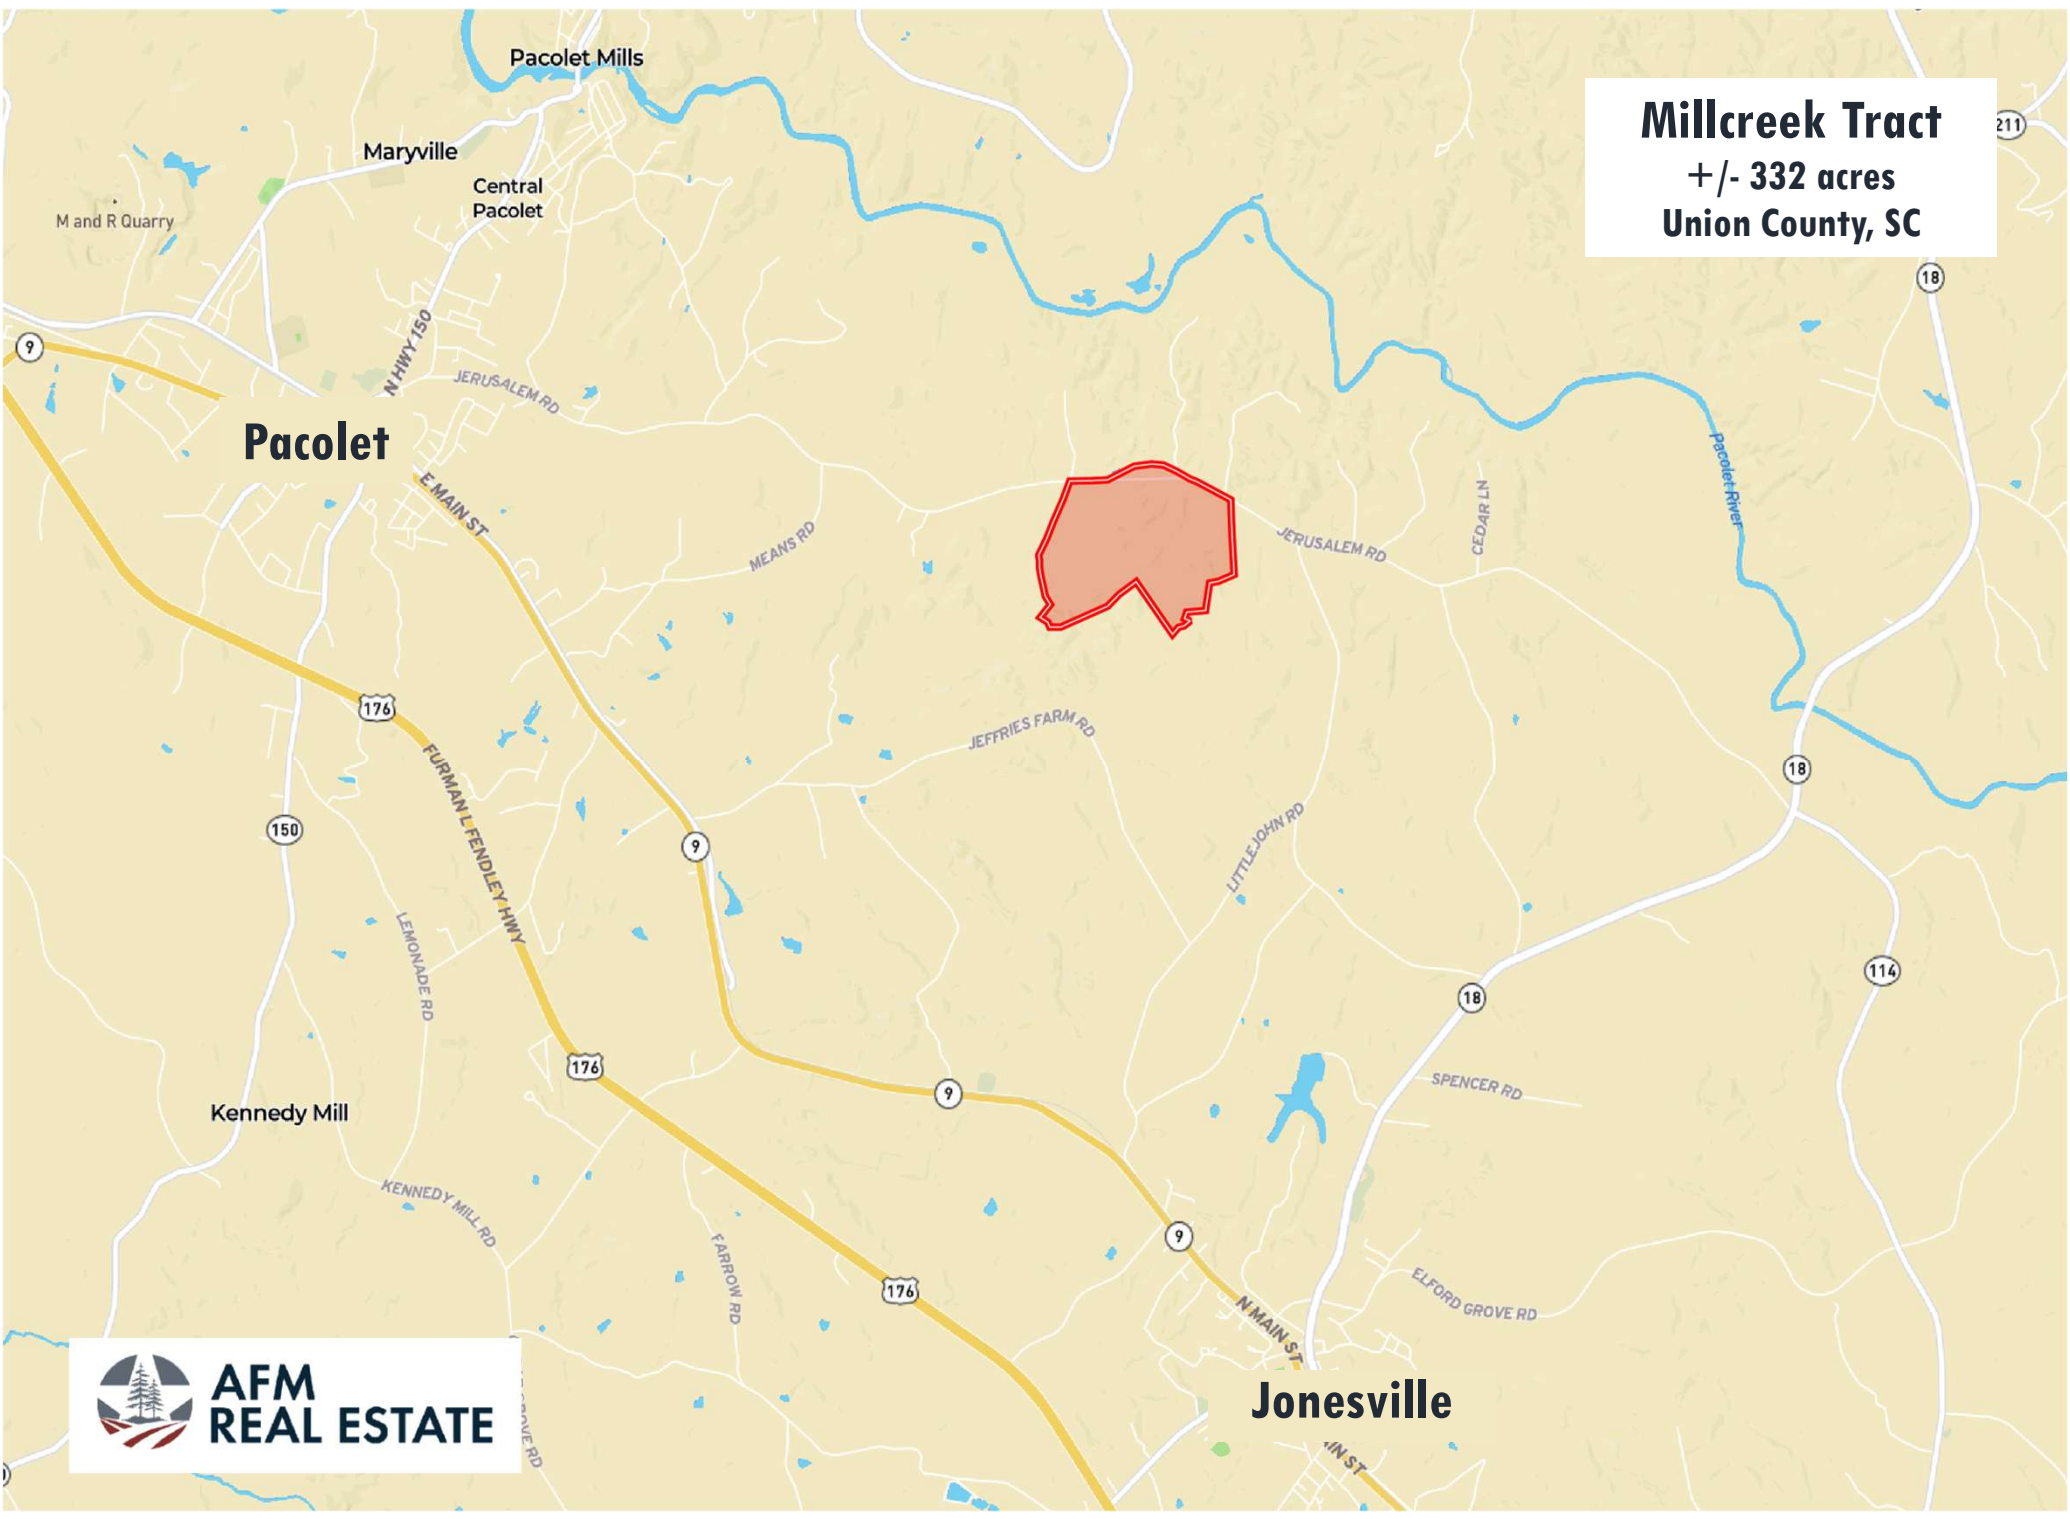 Pacolet Mills
Millcreek Tract
+/- 332 acres
Union County, SC
211
Maryville
Central
Pacolet
M and R Quarry
18
N HWY 150
9
JERUSALEM RD
Pacolet
E MAIN ST
Pacolet River
CEDAR LN
MEANS RD
JERUSALEM RD
176
JEFFRIES FARM RD
FURMAN L FENDLEY HWY
18
150
9
LITTLEJOHN RD
LEMONADE RD
114
18
176
9
SPENCER RD
Kennedy Mill
KENNEDY MILL RD
FARROW RD
9
176
ELFORD GROVE RD
N MAIN ST
AFM
REAL ESTATE
Jonesville
IN ST